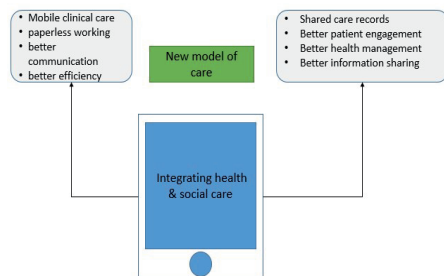 • Mobile clinical care
• paperless working
• better
communication
• better efficiency
New model of
care
• Shared care records
• Better patient engagement
• Better health management
• Better information sharing
Integrating health
& social care